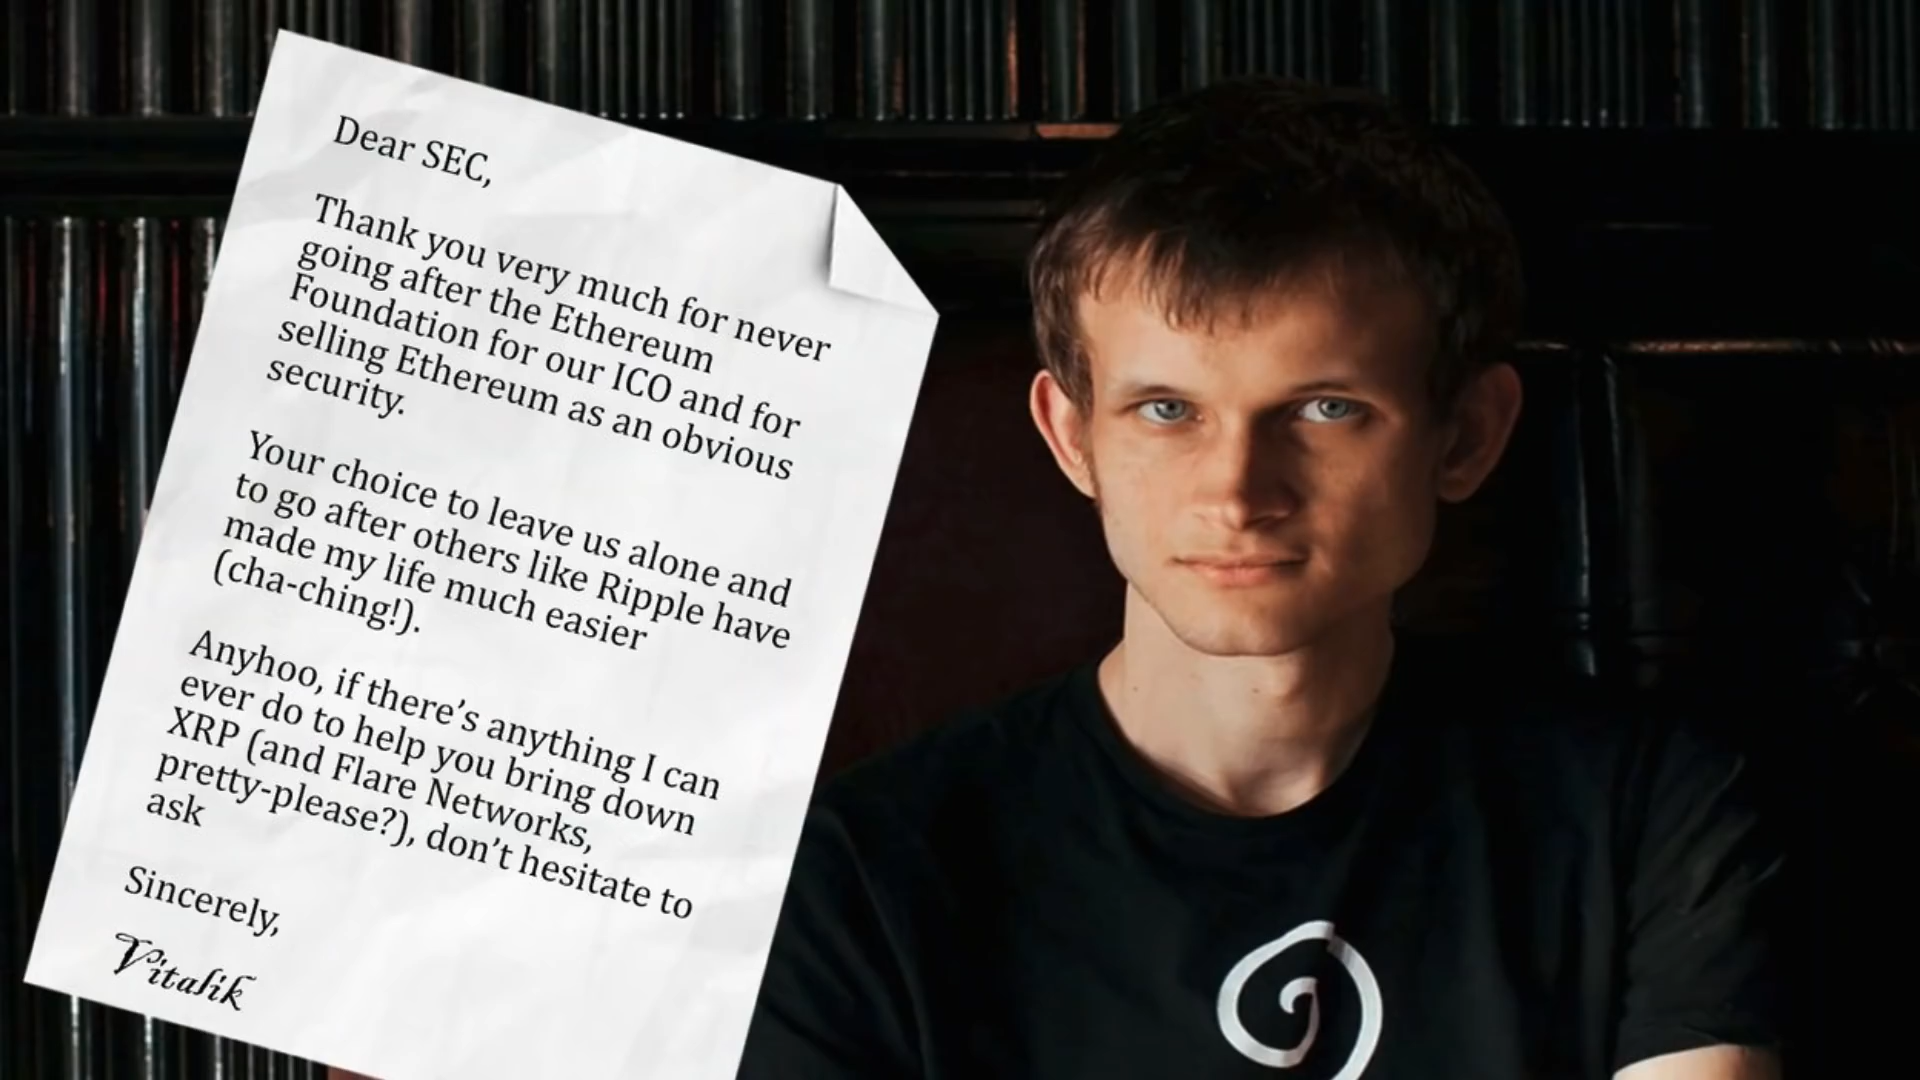 Dear SEC,
Thank you very much for never
going after the Ethereum
Foundation for our ICO and for
selling Ethereum as an obvious
security.
Your choice to leave us alone and
to go after others like Ripple have
made my life much easier
(cha-ching!).
Anyhoo, if there's anything I can
ever do to help you bring down
XRP (and Flare Networks,
pretty-please?), don't hesitate to
ask
Sincerely,
Vitalik